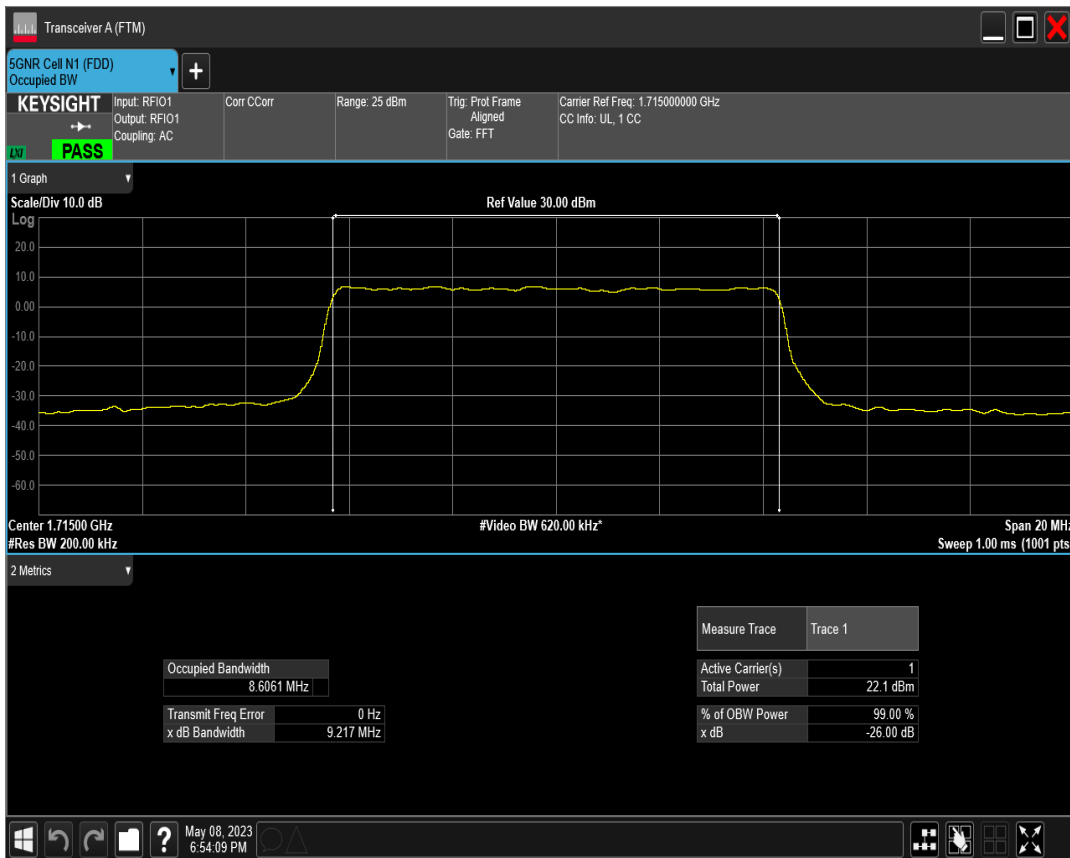 Transceiver A (FTM)
5GNR Cell N1 (FDD)
Occupied BW
+
KEYSIGHT
LXI
PASS
Input: RFIO1
Output: RFIO1
Coupling: AC
Corr CCorr
Range: 25 dBm
Trig: Prot Frame
Aligned
Gate: FFT
Carrier Ref Freq: 1.715000000 GHz
CC Info: UL, 1 CC
1 Graph
Scale/Div 10.0 dB
Ref Value 30.00 dBm
Log
20.0
10.0
0.00
-10.0
-20.0
-30.0
-40.0
-50.0
-60.0
Center 1.71500 GHz
#Video BW 620.00 kHz*
Span 20 MHz
#Res BW 200.00 kHz
Sweep 1.00 ms (1001 pts
2 Metrics
Measure Trace Trace 1
Occupied Bandwidth
8.6061 MHz
Active Carrier(s) 1
Total Power 22.1 dBm
Transmit Freq Error 0 Hz
x dB Bandwidth 9.217 MHz
% of OBW Power 99.00 %
x dB -26.00 dB
?
May 08, 2023
6:54:09 PM